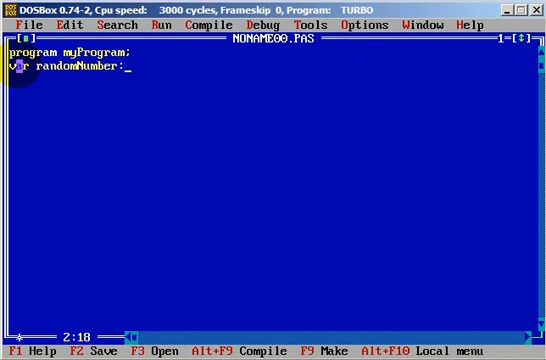 DOSBox 0.74-2, Cpu speed: 3000 cycles, Frameskip 0, Program: TURBO
File Edit Search Run Compile Debug Tools Options Window Help
NONAME00.PAS 1=[↕]
program myProgram;
var randomNumber:_
2:18
F1 Help F2 Save F3 Open Alt+F9 Compile F9 Make Alt+F10 Local menu